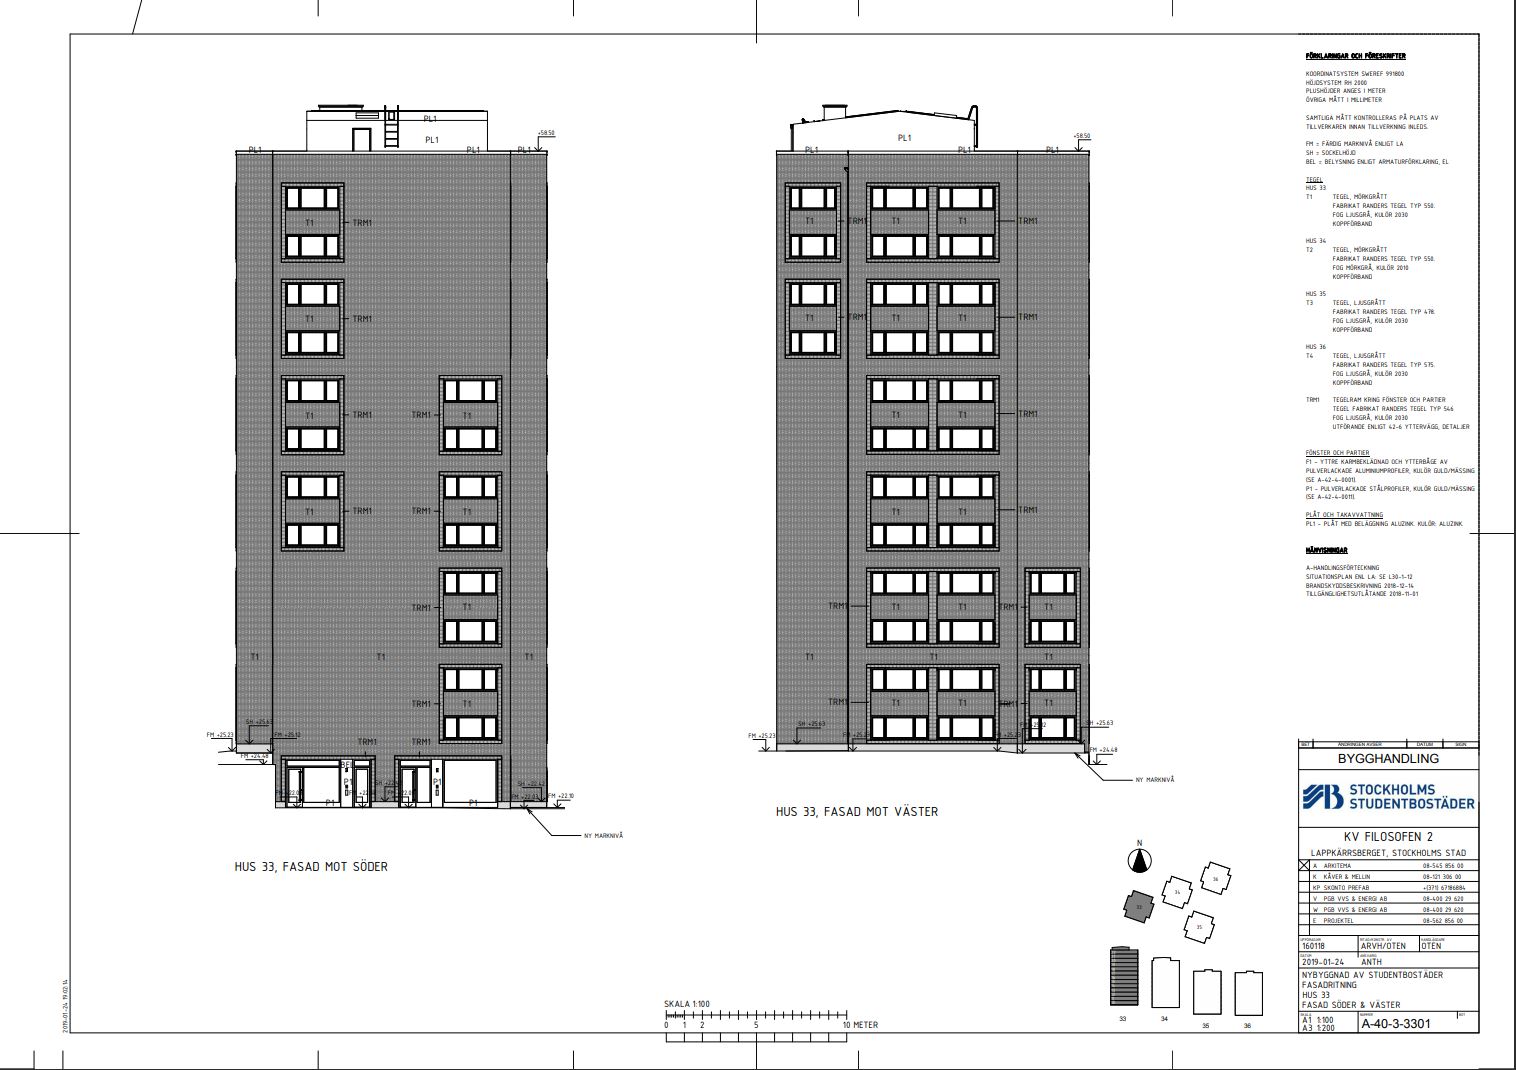 PL1
PL1
PL1
PL1
PL1
+58.50
T1
TRM1
T1
TRM1
T1
TRM1
TRM1
T1
T1
TRM1
TRM1
T1
TRM1
T1
T1
T1
T1
TRM1
T1
SH +25.63
FM +25.23
FM +25.12
FM +24.48
TRM1
TRM1
P1
P1
P1
P1
SH +22.42
FM +22.03
FM +22.10
NY MARKNIVÅ
HUS 33, FASAD MOT SÖDER
PL1
PL1
PL1
+58.50
T1
TRM1
T1
T1
TRM1
T1
TRM1
T1
T1
TRM1
T1
T1
TRM1
T1
T1
TRM1
TRM1
T1
T1
TRM1
T1
T1
T1
T1
TRM1
T1
T1
T1
SH +25.63
FM +25.23
FM +25.23
SH +25.63
FM +24.48
NY MARKNIVÅ
HUS 33, FASAD MOT VÄSTER
FÖRKLARINGAR OCH FÖRESKRIFTER
KOORDINATSYSTEM SWEREF 991800
HÖJDSYSTEM RH 2000
PLUSHÖJDER ANGES I METER
ÖVRIGA MÅTT I MILLIMETER
SAMTLIGA MÅTT KONTROLLERAS PÅ PLATS AV
TILLVERKAREN INNAN TILLVERKNING INLEDS.
FM = FÄRDIG MARKNIVÅ ENLIGT LA
SH = SOCKELHÖJD
BEL = BELYSNING ENLIGT ARMATURFÖRKLARING, EL
TEGEL
HUS 33
T1 TEGEL, MÖRKGRÅTT
FABRIKAT RANDERS TEGEL TYP 550.
FOG LJUSGRÅ, KULÖR 2030
KOPPFÖRBAND
HUS 34
T2 TEGEL, MÖRKGRÅTT
FABRIKAT RANDERS TEGEL TYP 550.
FOG MÖRKGRÅ, KULÖR 2010
KOPPFÖRBAND
HUS 35
T3 TEGEL, LJUSGRÅTT
FABRIKAT RANDERS TEGEL TYP 478.
FOG LJUSGRÅ, KULÖR 2030
KOPPFÖRBAND
HUS 36
T4 TEGEL, LJUSGRÅTT
FABRIKAT RANDERS TEGEL TYP 575.
FOG LJUSGRÅ, KULÖR 2030
KOPPFÖRBAND
TRM1 TEGELRAM KRING FÖNSTER OCH PARTIER
TEGEL FABRIKAT RANDERS TEGEL TYP 546
FOG LJUSGRÅ, KULÖR 2030
UTFÖRANDE ENLIGT 42-6 YTTERVÄGG, DETALJER
FÖNSTER OCH PARTIER
F1 - YTTRE KARMBEKLÄDNAD OCH YTTERBÅGE AV
PULVERLACKADE ALUMINIUMPROFILER, KULÖR GULD/MÄSSING
(SE A-42-4-0001).
P1 - PULVERLACKADE STÅLPROFILER, KULÖR GULD/MÄSSING
(SE A-42-4-0011).
PLÅT OCH TAKAVVATTNING
PL1 - PLÅT MED BELÄGGNING ALUZINK. KULÖR: ALUZINK.
HÄNVISNINGAR
A-HANDLINGSFÖRTECKNING
SITUATIONSPLAN ENL LA: SE L30-1-12
BRANDSKYDDSBESKRIVNING 2018-12-14
TILLGÄNGLIGHETSUTLÅTANDE 2018-11-01
BET ÄNDRINGEN AVSER DATUM SIGN
BYGGHANDLING
STOCKHOLMS
STUDENTBOSTÄDER
KV FILOSOFEN 2
LAPPKÄRRSBERGET, STOCKHOLMS STAD
A ARKITEMA 08-545 856 00
K KÅVER & MELLIN 08-121 306 00
KP SKONTO PREFAB +(371) 67186884
V PGB VVS & ENERGI AB 08-400 29 620
W PGB VVS & ENERGI AB 08-400 29 620
E PROJEKTEL 08-562 856 00
160118 ARVH/OTEN OTEN
DATUM ANSVARIG
2019-01-24 ANTH
NYBYGGNAD AV STUDENTBOSTÄDER
FASADRITNING
HUS 33
FASAD SÖDER & VÄSTER
SKALA NUMMER BET
A1 1:100
A3 1:200
A-40-3-3301
N
33
34
36
35
33
34
35
36
SKALA 1:100
0 1 2 5 10 METER
2019-01-24 19:02:14